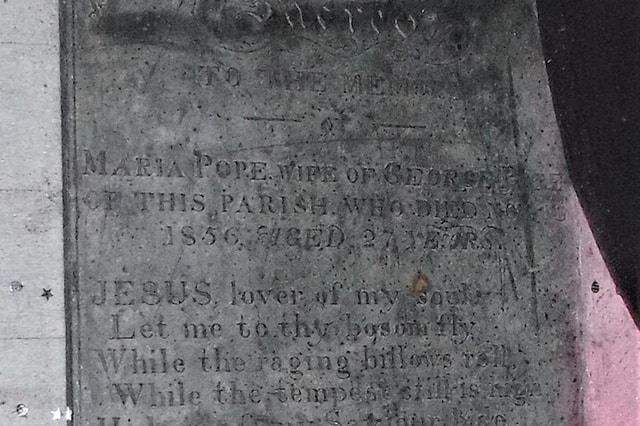 Sacred
TO THE MEMORY
OF
MARIA POPE, WIFE OF GEORGE POPE
OF THIS PARISH, WHO DIED
1856, AGED 27 YEARS.
JESUS, lover of my soul
Let me to thy bosom fly
While the raging billows roll,
While the tempest still is high